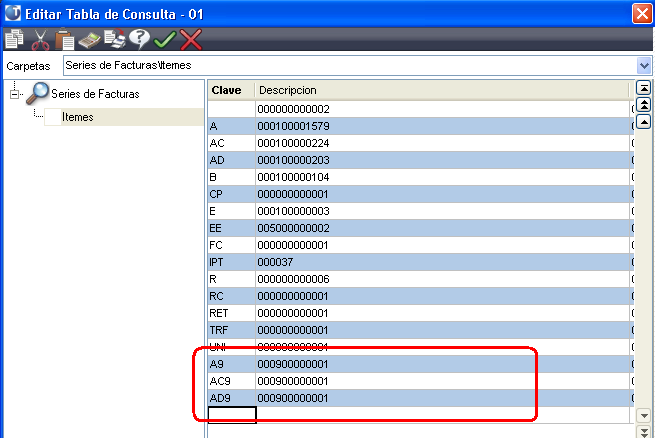 Editar Tabla de Consulta - 01
Carpetas Series de Facturas\Itemes
Series de Facturas
Itemes
Clave Descripcion
000000000002
A 000100001579
AC 000100000224
AD 000100000203
B 000100000104
CP 000000000001
E 000100000003
EE 005000000002
FC 000000000001
IPT 000037
R 000000000006
RC 000000000001
RET 000000000001
TRF 000000000001
UNI 000000000001
A9 000900000001
AC9 000900000001
AD9 000900000001